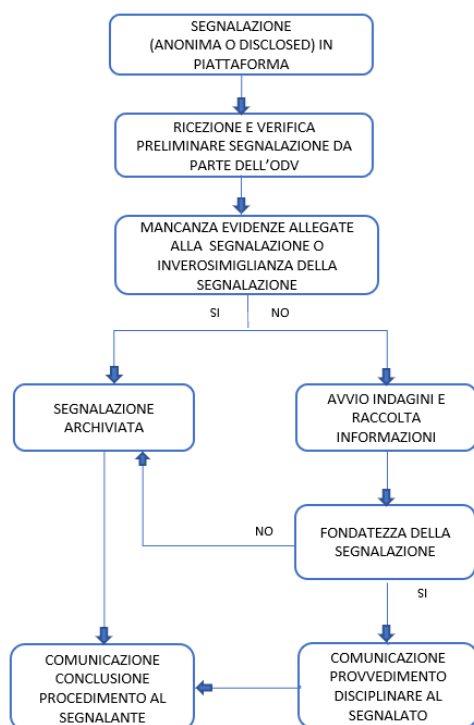 SEGNALAZIONE
(ANONIMA O DISCLOSED) IN
PIATTAFORMA
RICEZIONE E VERIFICA
PRELIMINARE SEGNALAZIONE DA
PARTE DELL'ODV
MANCANZA EVIDENZE ALLEGATE
ALLA SEGNALAZIONE O
INVEROSIMIGLIANZA DELLA
SEGNALAZIONE
SI NO
SEGNALAZIONE
ARCHIVIATA
AVVIO INDAGINI E
RACCOLTA
INFORMAZIONI
NO
FONDATEZZA DELLA
SEGNALAZIONE
SI
COMUNICAZIONE
CONCLUSIONE
PROCEDIMENTO AL
SEGNALANTE
COMUNICAZIONE
PROVVEDIMENTO
DISCIPLINARE AL
SEGNALATO